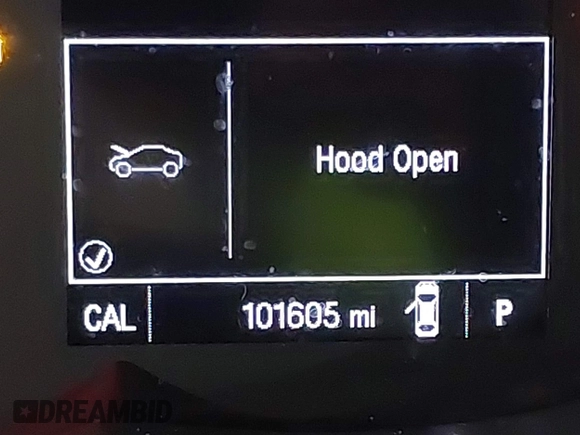 Hood Open
CAL 101605 mi P
DREAMBID